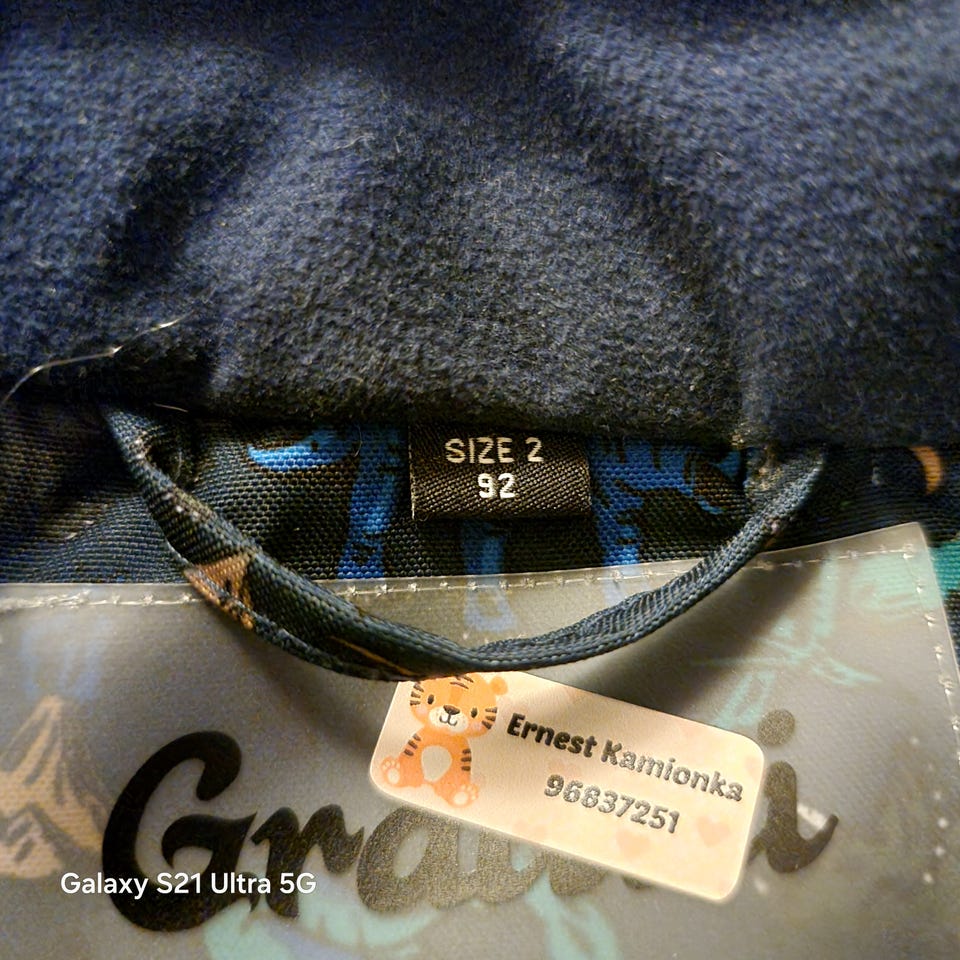 SIZE 2
92
Ernest Kamionka
96837251
Galaxy S21 Ultra 5G